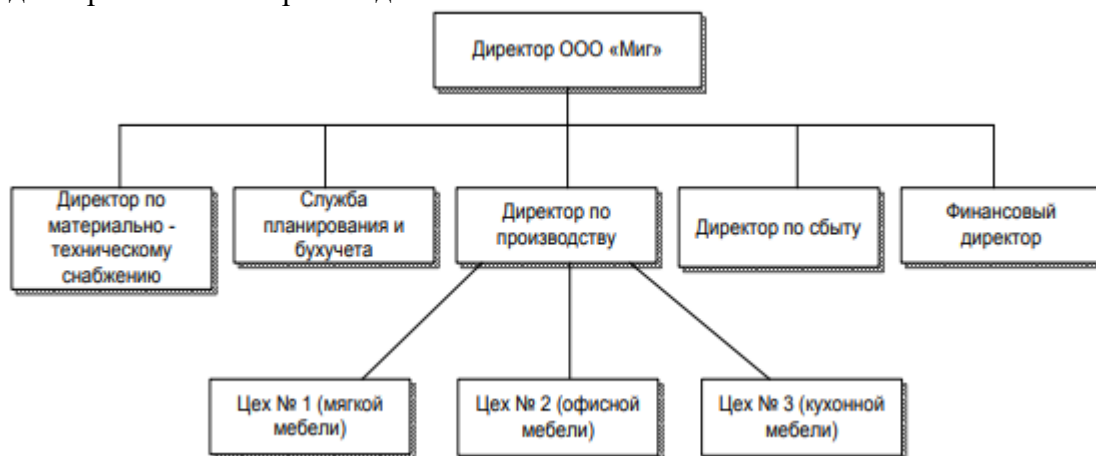 Директор ООО «Миг»
Директор по
материально -
техническому
снабжению
Служба
планирования и
бухучета
Директор по
производству
Директор по сбыту
Финансовый
директор
Цех № 1 (мягкой
мебели)
Цех № 2 (офисной
мебели)
Цех № 3 (кухонной
мебели)